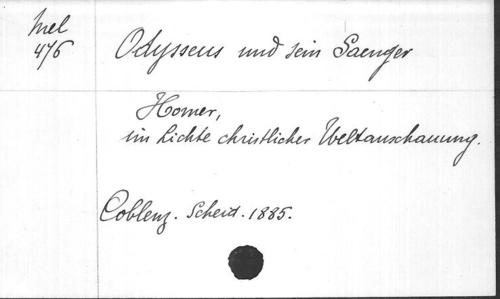 Mel
476
Odysseus und sein Saenger
Homer,
im Lichte christlicher Weltanschauung.
Coblenz. Scheid. 1885.